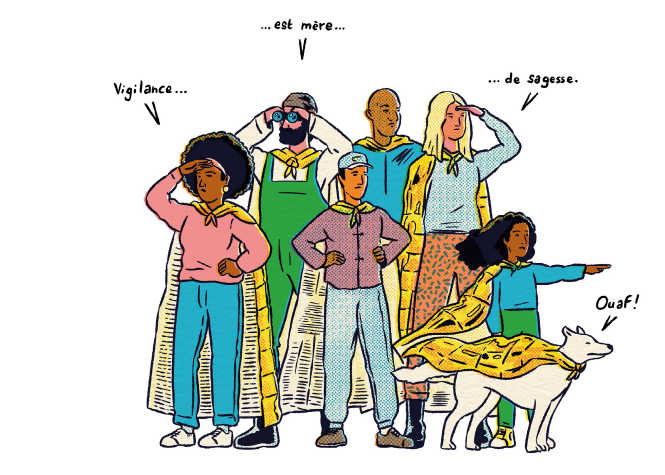 Vigilance...
...est mère...
... de sagesse.
Ouaf!